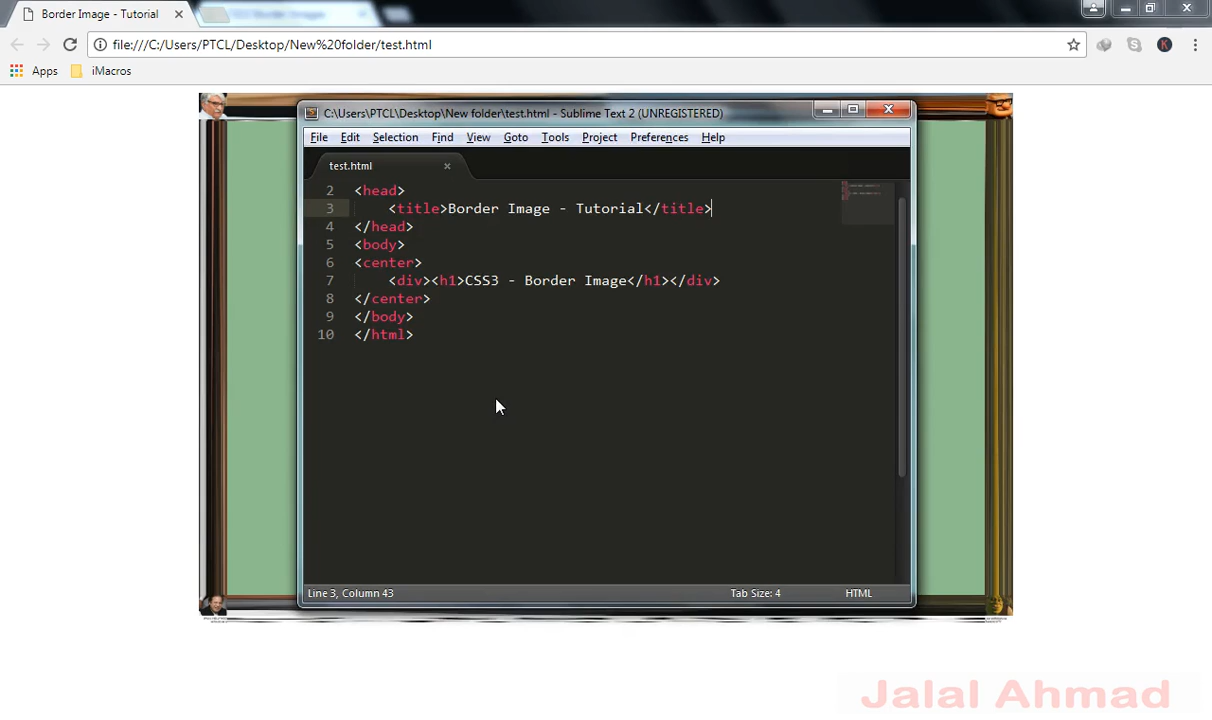 Border Image - Tutorial
file:///C:/Users/PTCL/Desktop/New%20folder/test.html
Apps
iMacros
C:\Users\PTCL\Desktop\New folder\test.html - Sublime Text 2 (UNREGISTERED)
File Edit Selection Find View Goto Tools Project Preferences Help
test.html
2 <head>
3 <title>Border Image - Tutorial</title>
4 </head>
5 <body>
6 <center>
7 <div><h1>CSS3 - Border Image</h1></div>
8 </center>
9 </body>
10 </html>
Line 3, Column 43 Tab Size: 4 HTML
Jalal Ahmad